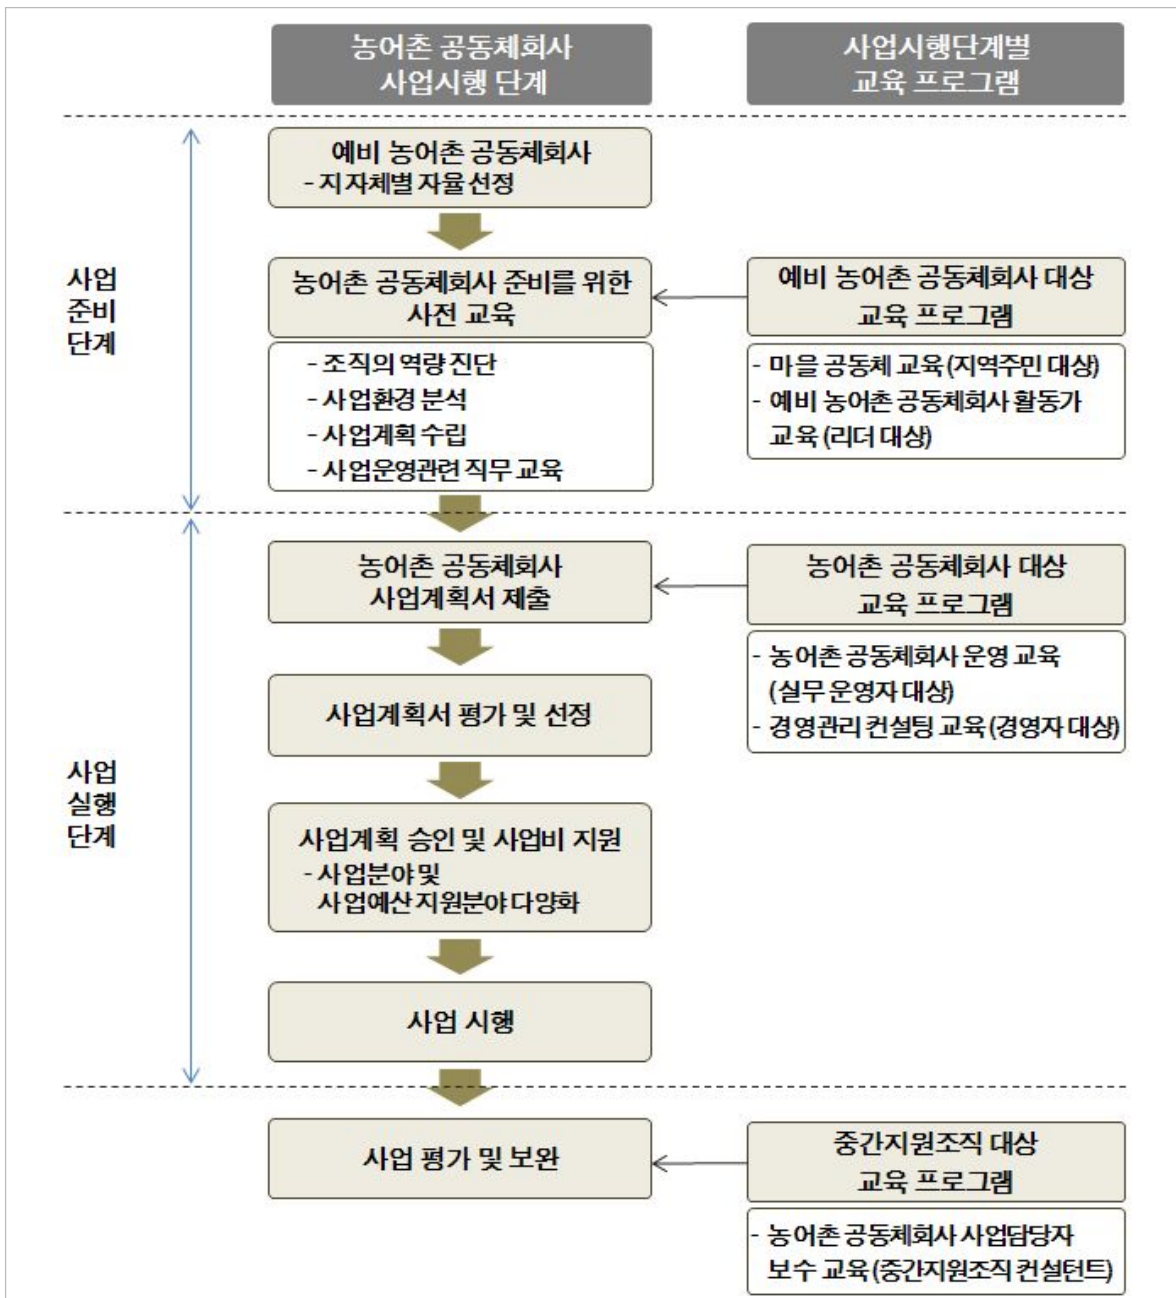 농어촌 공동체회사
사업시행 단계
사업시행단계별
교육 프로그램
사업
준비
단계
예비 농어촌 공동체회사
- 지자체별 자율 선정
농어촌 공동체회사 준비를 위한
사전 교육
- 조직의 역량 진단
- 사업환경 분석
- 사업계획 수립
- 사업운영관련 직무 교육
예비 농어촌 공동체회사 대상
교육 프로그램
- 마을 공동체 교육 (지역주민 대상)
- 예비 농어촌 공동체회사 활동가
교육 (리더 대상)
사업
실행
단계
농어촌 공동체회사
사업계획서 제출
농어촌 공동체회사 대상
교육 프로그램
- 농어촌 공동체회사 운영 교육
(실무 운영자 대상)
- 경영관리 컨설팅 교육 (경영자 대상)
사업계획서 평가 및 선정
사업계획 승인 및 사업비 지원
- 사업분야 및
사업예산 지원분야 다양화
사업 시행
사업 평가 및 보완
중간지원조직 대상
교육 프로그램
- 농어촌 공동체회사 사업담당자
보수 교육 (중간지원조직 컨설턴트)